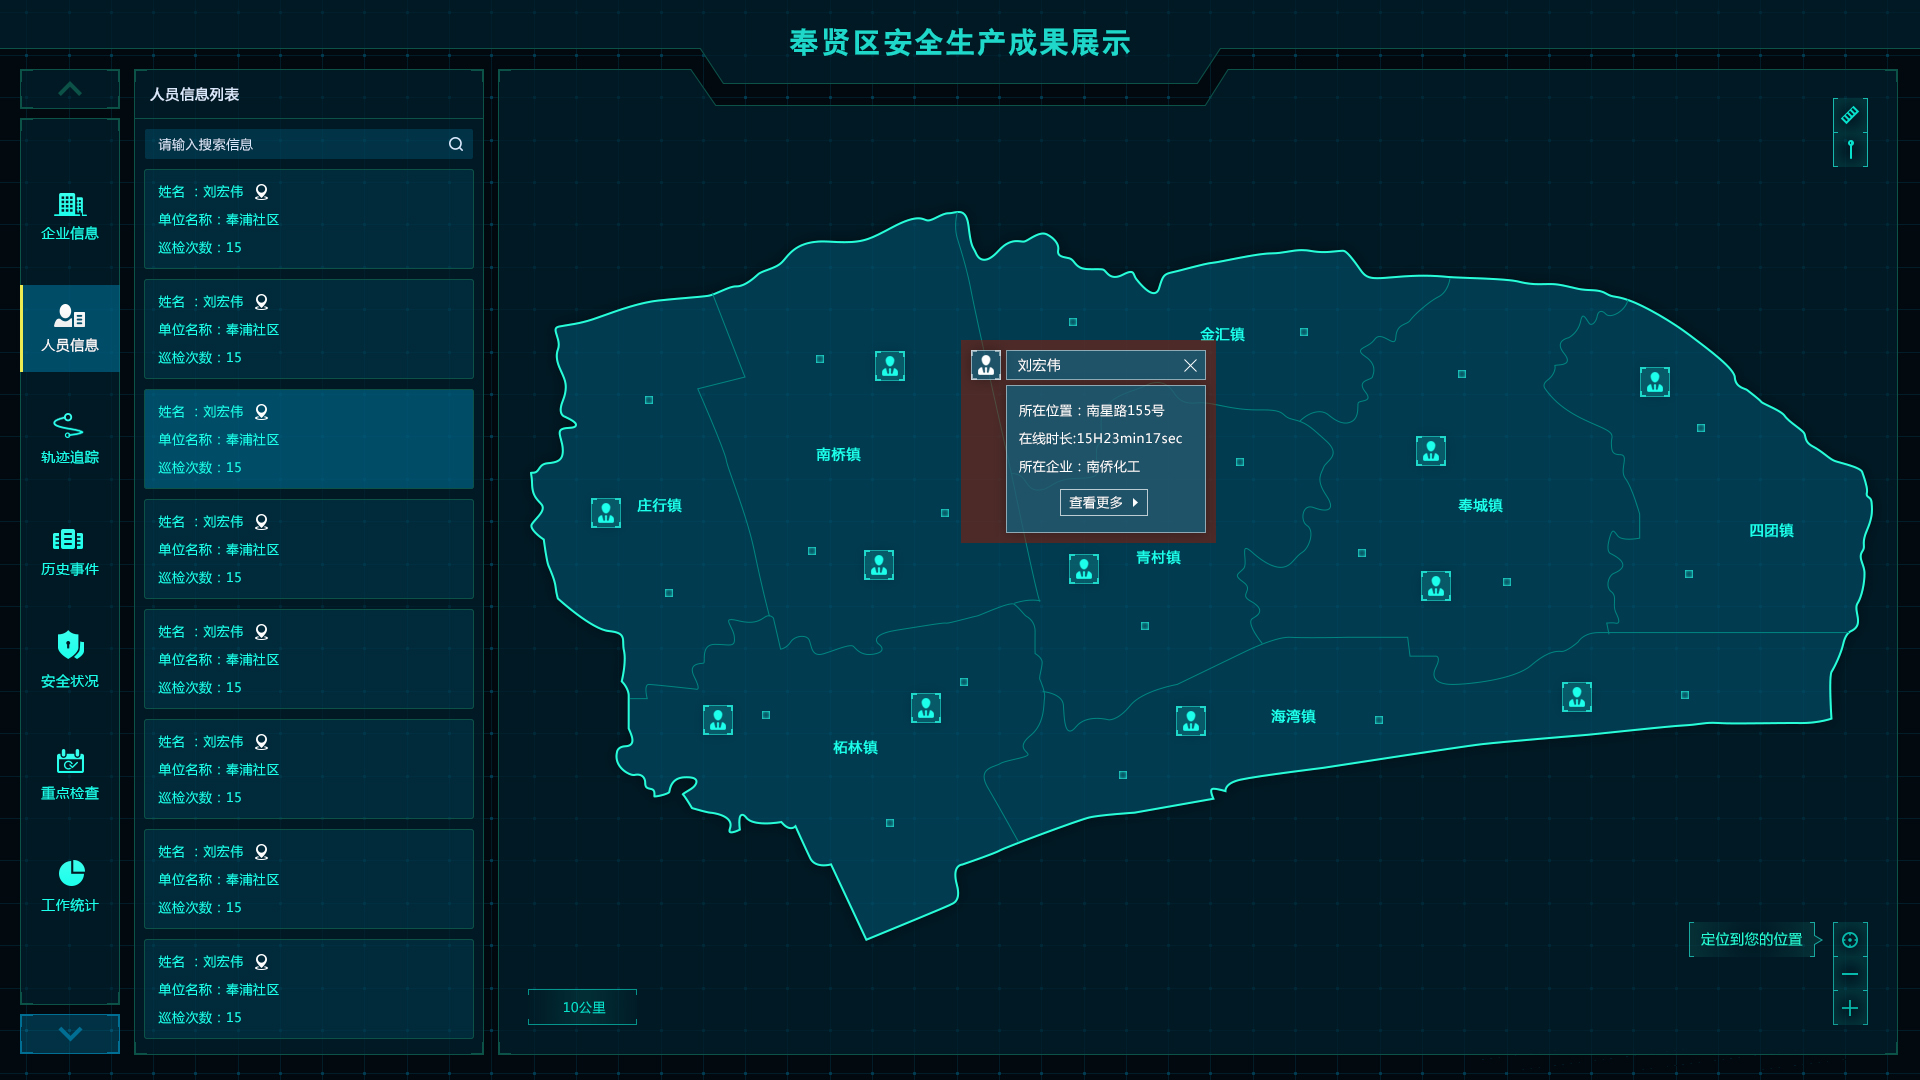 奉贤区安全生产成果展示
企业信息
人员信息
轨迹追踪
历史事件
安全状况
重点检查
工作统计
人员信息列表
请输入搜索信息
姓名 ：刘宏伟
单位名称：奉浦社区
巡检次数：15
姓名 ：刘宏伟
单位名称：奉浦社区
巡检次数：15
姓名 ：刘宏伟
单位名称：奉浦社区
巡检次数：15
姓名 ：刘宏伟
单位名称：奉浦社区
巡检次数：15
姓名 ：刘宏伟
单位名称：奉浦社区
巡检次数：15
姓名 ：刘宏伟
单位名称：奉浦社区
巡检次数：15
姓名 ：刘宏伟
单位名称：奉浦社区
巡检次数：15
姓名 ：刘宏伟
单位名称：奉浦社区
巡检次数：15
金汇镇
刘宏伟
所在位置：南星路155号
在线时长:15H23min17sec
所在企业：南侨化工
查看更多
南桥镇
庄行镇
奉城镇
四团镇
青村镇
海湾镇
柘林镇
定位到您的位置
10公里